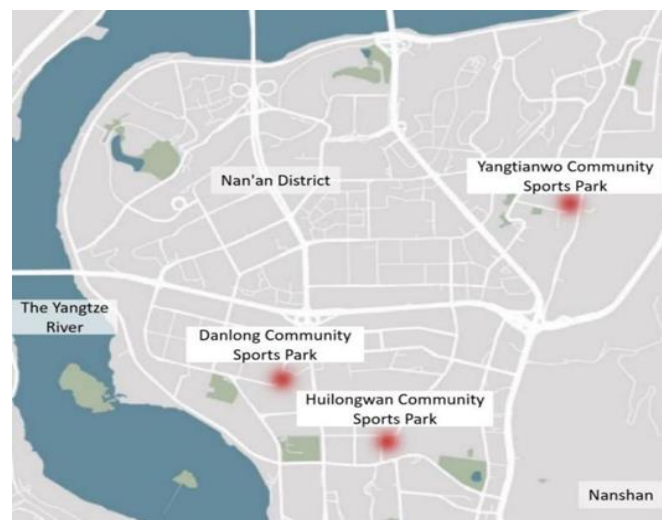 Yangtianwo Community
Sports Park
Nan'an District
The Yangtze
River
Danlong Community
Sports Park
Huilongwan Community
Sports Park
Nanshan